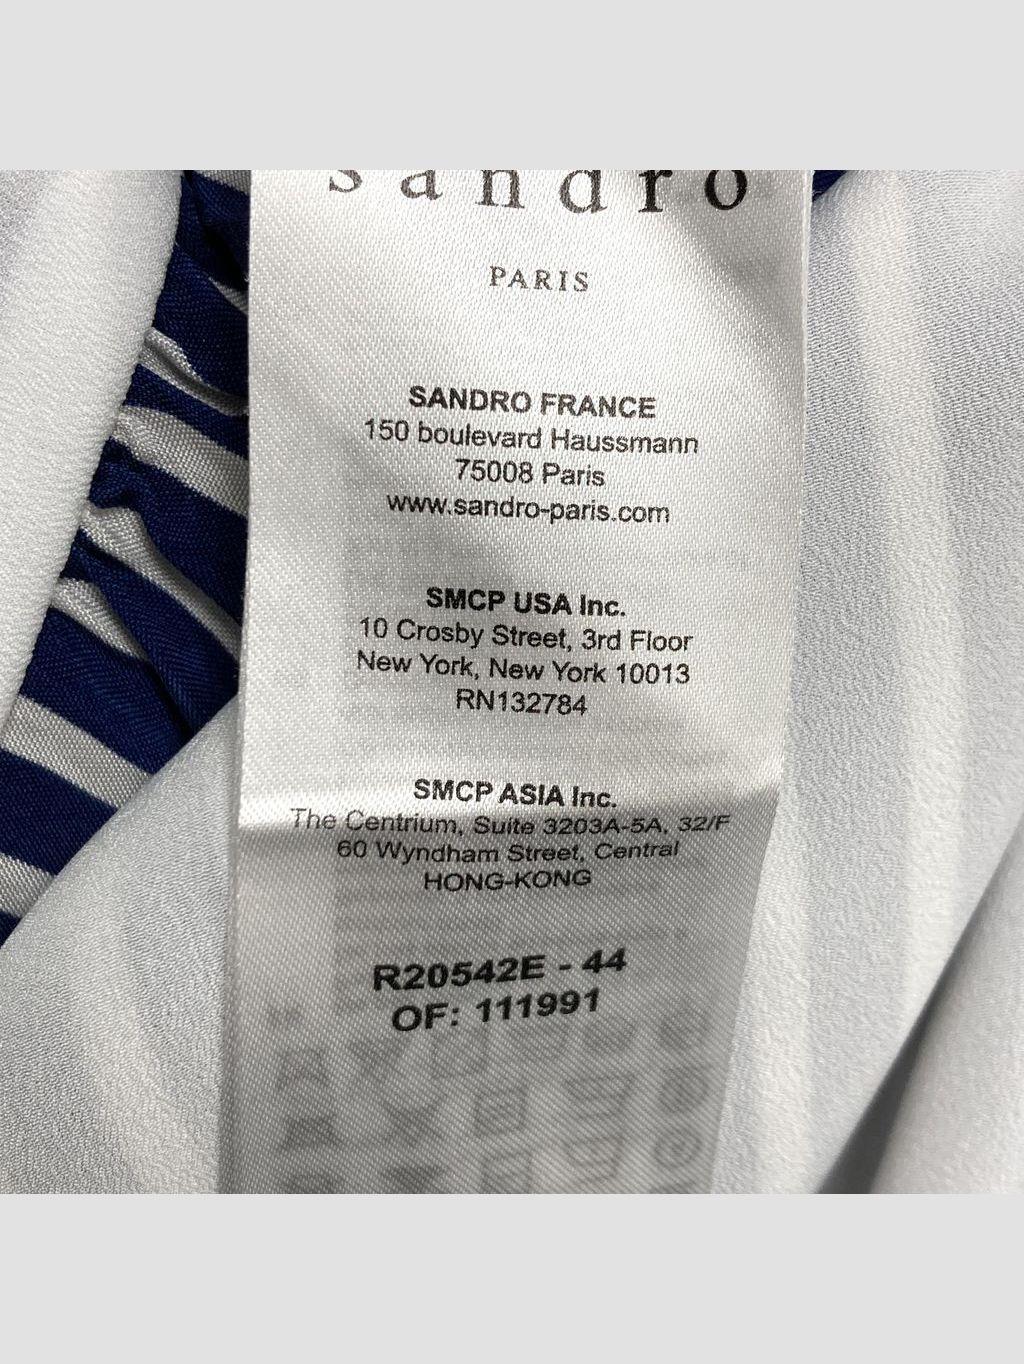 sandro
PARIS
SANDRO FRANCE
150 boulevard Haussmann
75008 Paris
www.sandro-paris.com
SMCP USA Inc.
10 Crosby Street, 3rd Floor
New York, New York 10013
RN132784
SMCP ASIA Inc.
The Centrium, Suite 3203A-5A, 32/F
60 Wyndham Street, Central
HONG-KONG
R20542E - 44
OF: 111991